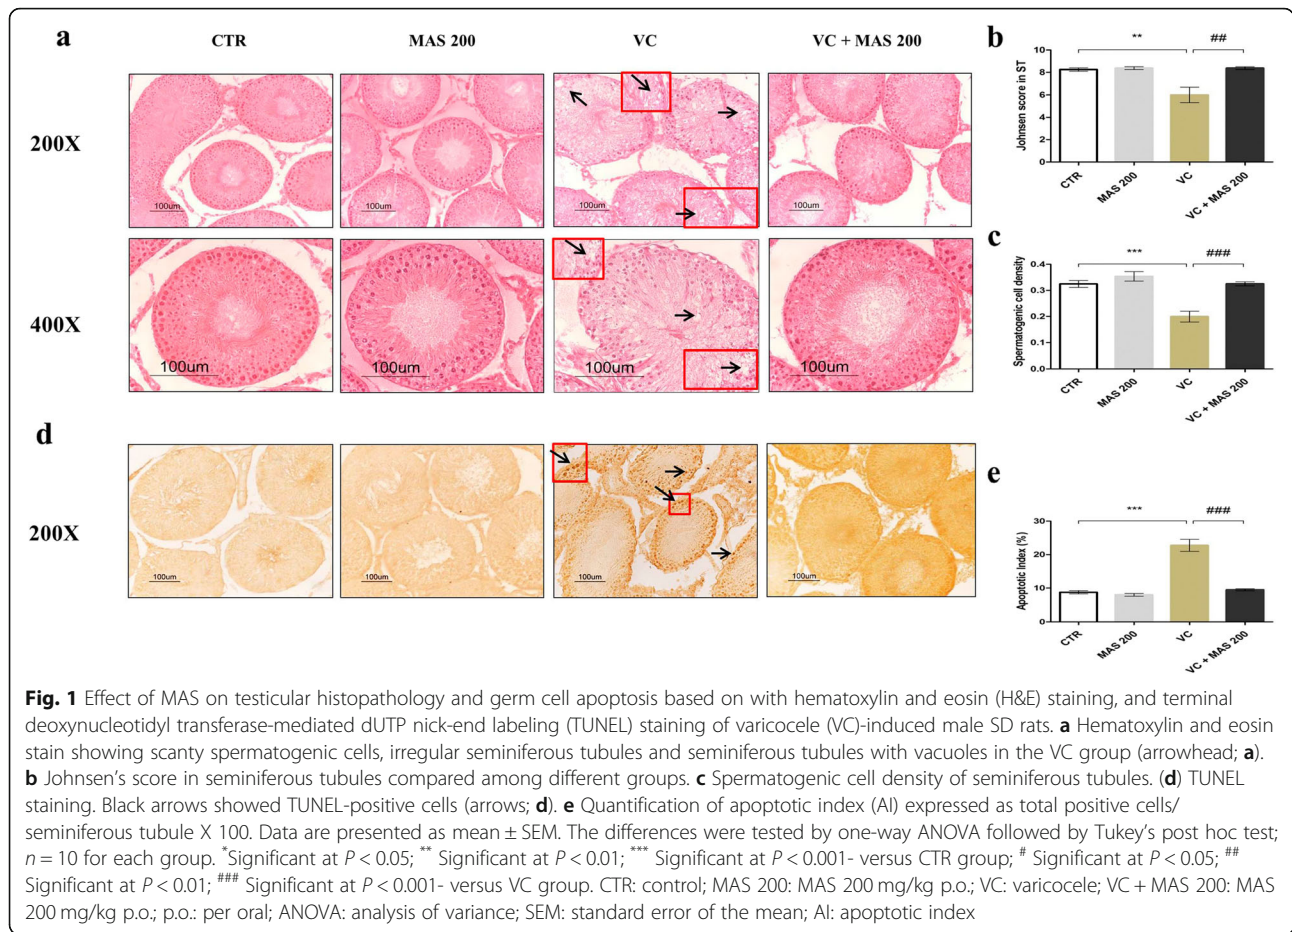 a
CTR
MAS 200
VC
VC + MAS 200
200X
100um
100um
100um
100um
400X
100um
100um
100um
100um
b
**
##
Johnsen score in ST
10
8
6
4
2
0
CTR
MAS 200
VC
VC + MAS 200
c
***
###
Spermatogenic cell density
0.4
0.3
0.2
0.1
0.0
CTR
MAS 200
VC
VC + MAS 200
d
200X
100um
100um
100um
100um
e
***
###
Apoptotic Index (%)
30
20
10
0
CTR
MAS 200
VC
VC + MAS 200
Fig. 1 Effect of MAS on testicular histopathology and germ cell apoptosis based on with hematoxylin and eosin (H&E) staining, and terminal
deoxynucleotidyl transferase-mediated dUTP nick-end labeling (TUNEL) staining of varicocele (VC)-induced male SD rats. a Hematoxylin and eosin
stain showing scanty spermatogenic cells, irregular seminiferous tubules and seminiferous tubules with vacuoles in the VC group (arrowhead; a).
b Johnsen's score in seminiferous tubules compared among different groups. c Spermatogenic cell density of seminiferous tubules. (d) TUNEL
staining. Black arrows showed TUNEL-positive cells (arrows; d). e Quantification of apoptotic index (AI) expressed as total positive cells/
seminiferous tubule X 100. Data are presented as mean ± SEM. The differences were tested by one-way ANOVA followed by Tukey's post hoc test;
n = 10 for each group. *Significant at P < 0.05; ** Significant at P < 0.01; *** Significant at P < 0.001- versus CTR group; # Significant at P < 0.05; ##
Significant at P < 0.01; ### Significant at P < 0.001- versus VC group. CTR: control; MAS 200: MAS 200 mg/kg p.o.; VC: varicocele; VC + MAS 200: MAS
200 mg/kg p.o.; p.o.: per oral; ANOVA: analysis of variance; SEM: standard error of the mean; AI: apoptotic index